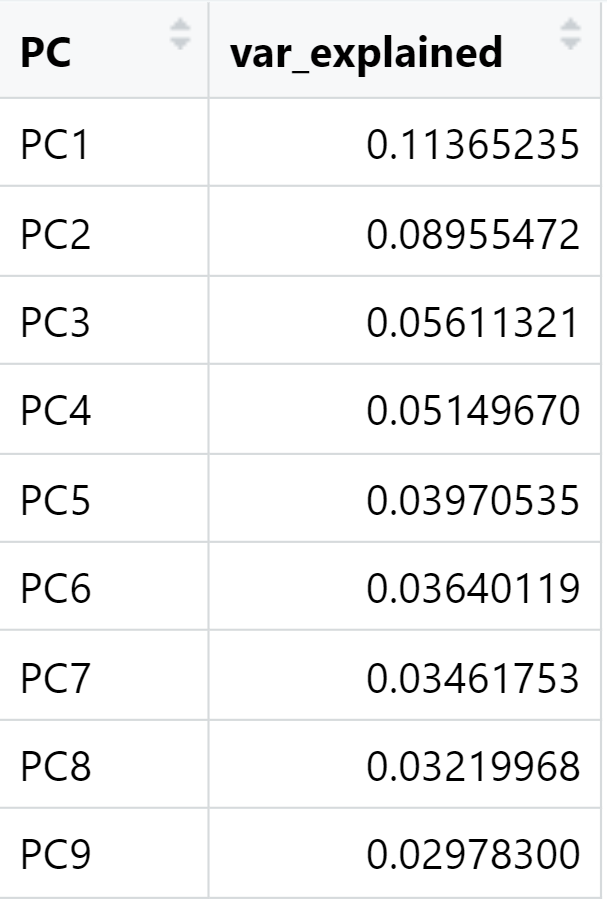 PC var_explained
PC1 0.11365235
PC2 0.08955472
PC3 0.05611321
PC4 0.05149670
PC5 0.03970535
PC6 0.03640119
PC7 0.03461753
PC8 0.03219968
PC9 0.02978300